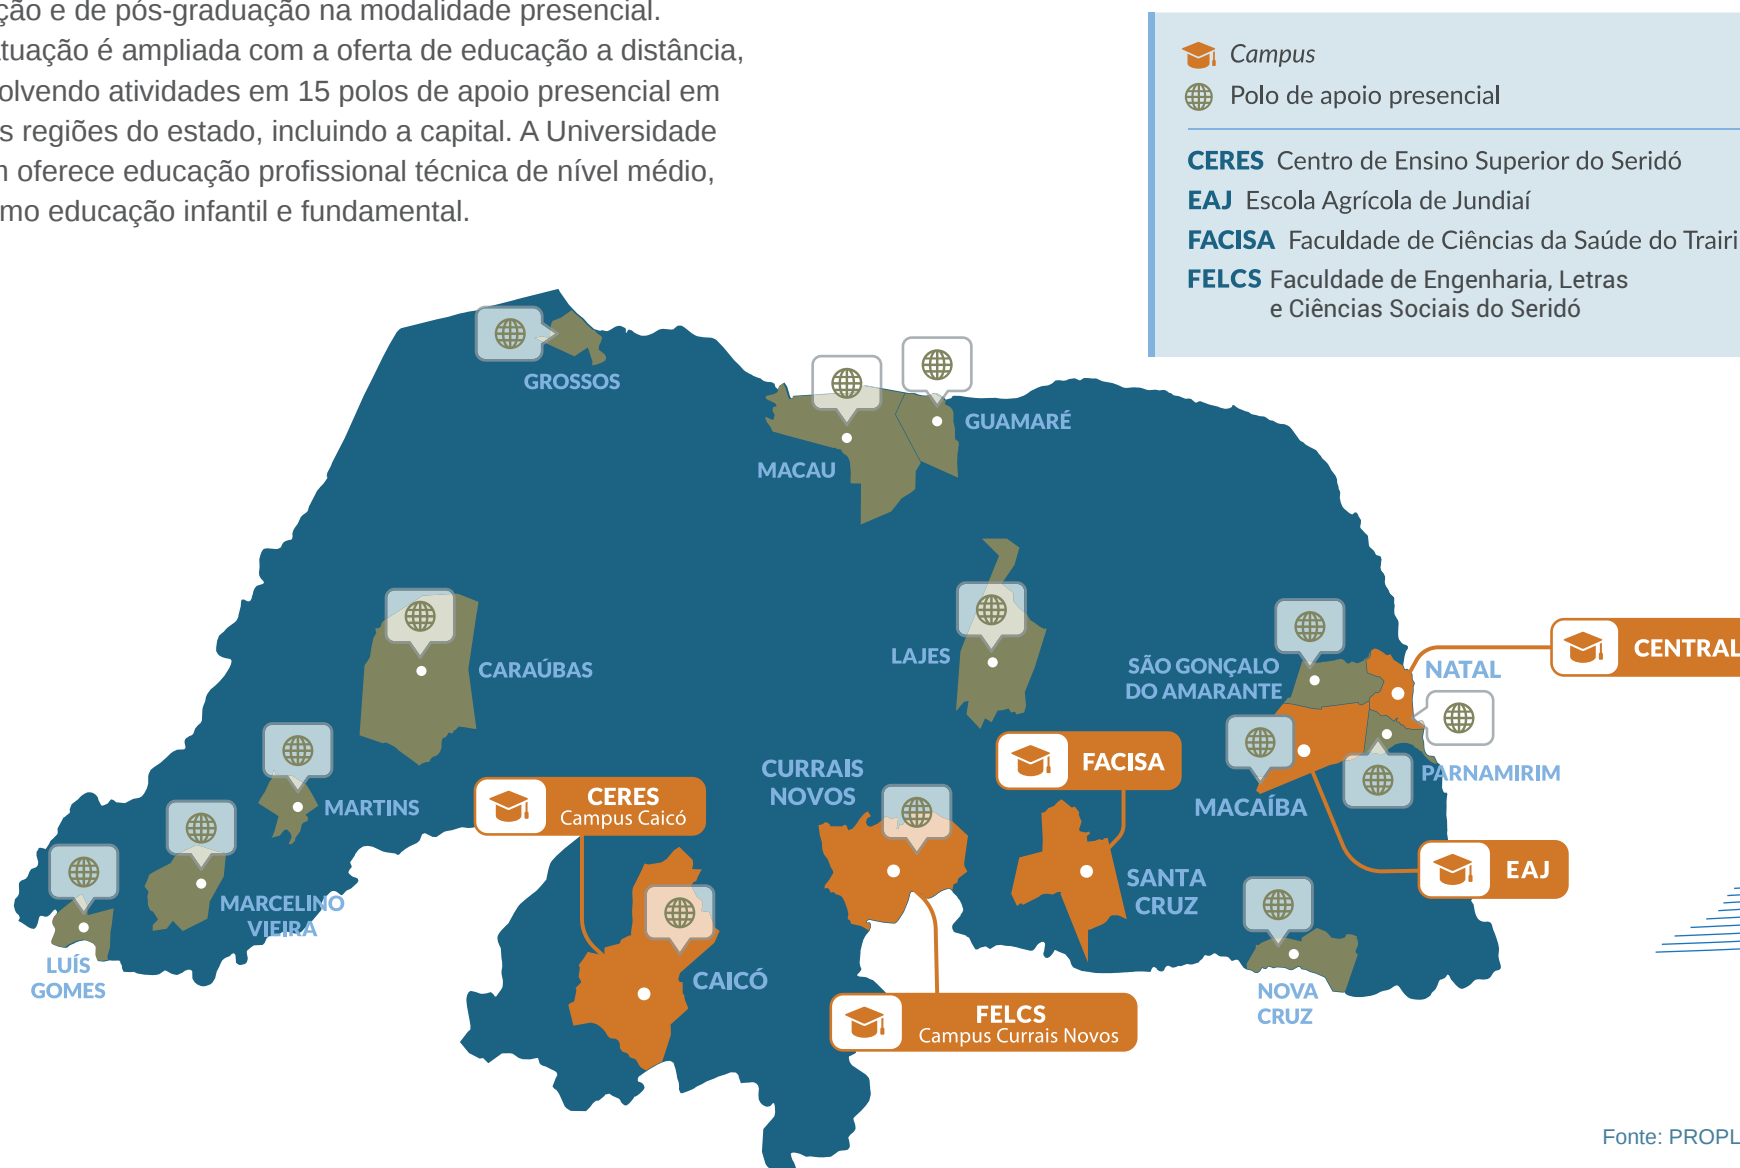 ção e de pós-graduação na modalidade presencial.
tuação é ampliada com a oferta de educação a distância,
olvendo atividades em 15 polos de apoio presencial em
s regiões do estado, incluindo a capital. A Universidade
n oferece educação profissional técnica de nível médio,
mo educação infantil e fundamental.
Campus
Polo de apoio presencial
CERES Centro de Ensino Superior do Seridó
EAJ Escola Agrícola de Jundiaí
FACISA Faculdade de Ciências da Saúde do Trairi
FELCS Faculdade de Engenharia, Letras
e Ciências Sociais do Seridó
GROSSOS
GUAMARÉ
MACAU
CARAÚBAS
LAJES
SÃO GONÇALO
DO AMARANTE
NATAL
CENTRAL
PARNAMIRIM
MACAÍBA
FACISA
CURRAIS
NOVOS
MARTINS
CERES
Campus Caicó
EAJ
SANTA
CRUZ
MARCELINO
VIEIRA
LUÍS
GOMES
CAICÓ
NOVA
CRUZ
FELCS
Campus Currais Novos
Fonte: PROPL